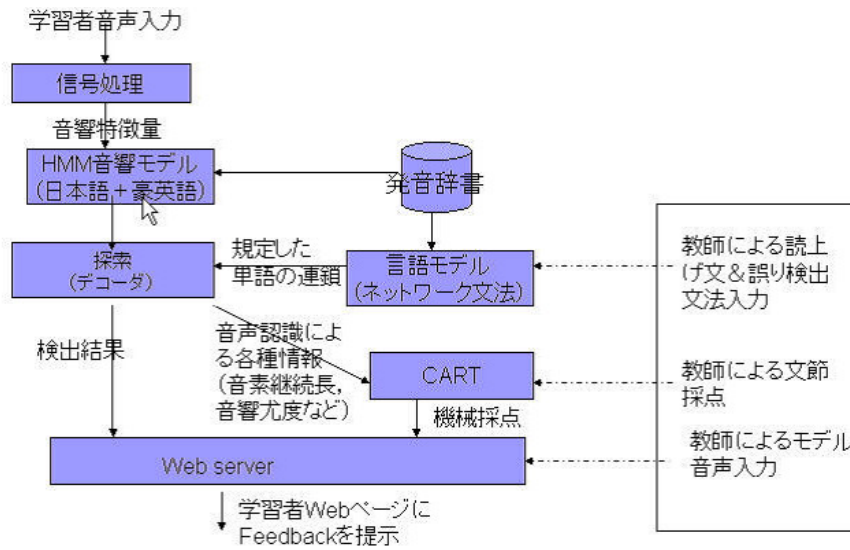 学習者音声入力
信号処理
音響特徴量
HMM音響モデル
(日本語＋豪英語)
発音辞書
探索
(デコーダ)
規定した
単語の連鎖
言語モデル
(ネットワーク文法)
教師による読上
げ文＆誤り検出
文法入力
検出結果
音声認識によ
る各種情報
(音素継続長,
音響尤度など)
CART
教師による文節
採点
機械採点
Web server
教師によるモデル
音声入力
学習者Webページに
Feedbackを提示